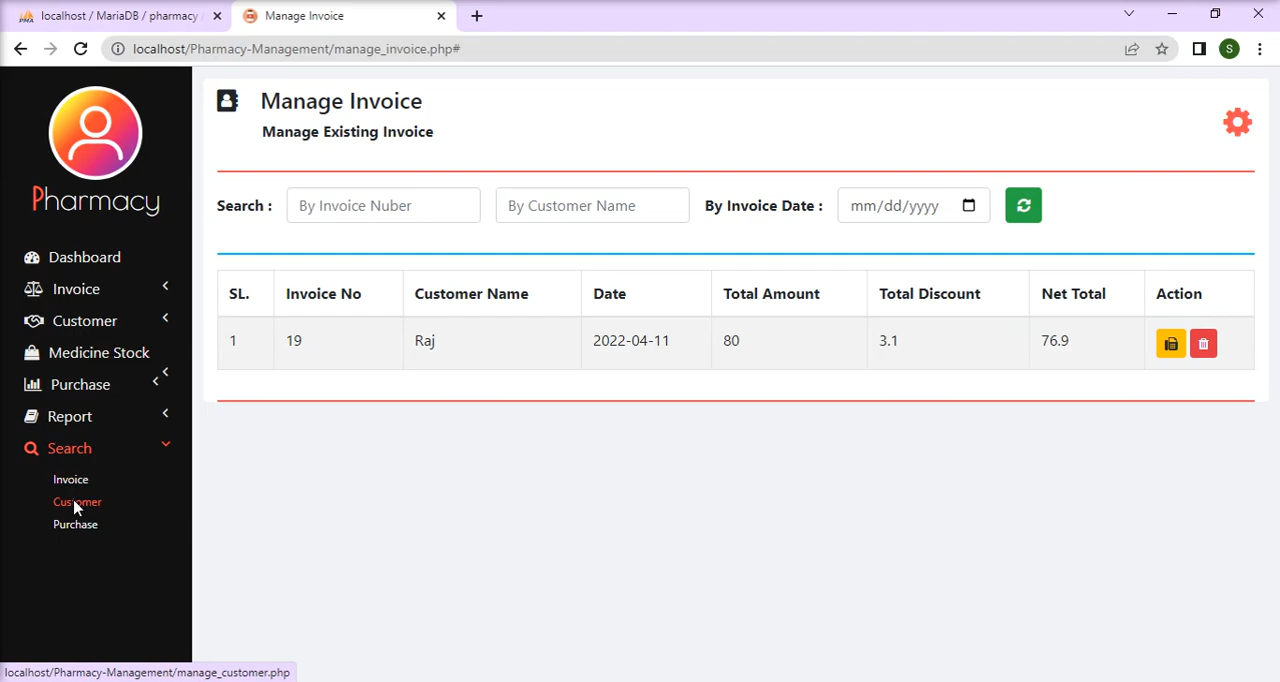 localhost / MariaDB / pharmacy
Manage Invoice
localhost/Pharmacy-Management/manage_invoice.php#
S
Pharmacy
Dashboard
Invoice
Customer
Medicine Stock
Purchase
Report
Search
Invoice
Customer
Purchase
Manage Invoice
Manage Existing Invoice
Search : By Invoice Nuber By Customer Name By Invoice Date : mm/dd/yyyy
SL. Invoice No Customer Name Date Total Amount Total Discount Net Total Action
1 19 Raj 2022-04-11 80 3.1 76.9
localhost/Pharmacy-Management/manage_customer.php